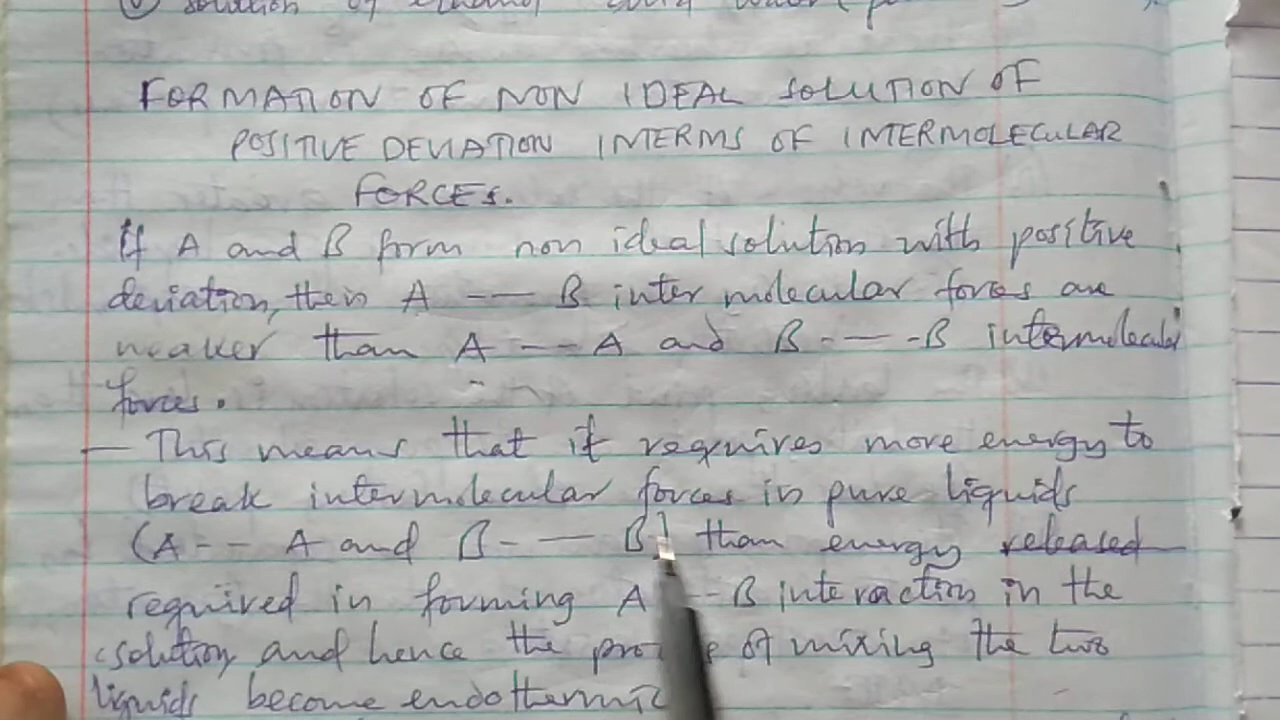 solution of ethanol
FORMATION OF NON IDEAL SOLUTION OF
POSITIVE DEVIATION INTERMS OF INTERMOLECULAR
FORCES.
If A and B form non ideal solution with positive
deviation, then A --- B inter molecular forces are
weaker than A --- A and B --- B intermolecular
forces.
— This means that it requires more energy to
break intermolecular forces in pure liquids
(A -- A and B --- B) than energy released
required in forming A -- B interaction in the
solution, and hence the of mixing the two
liquids become endothermic